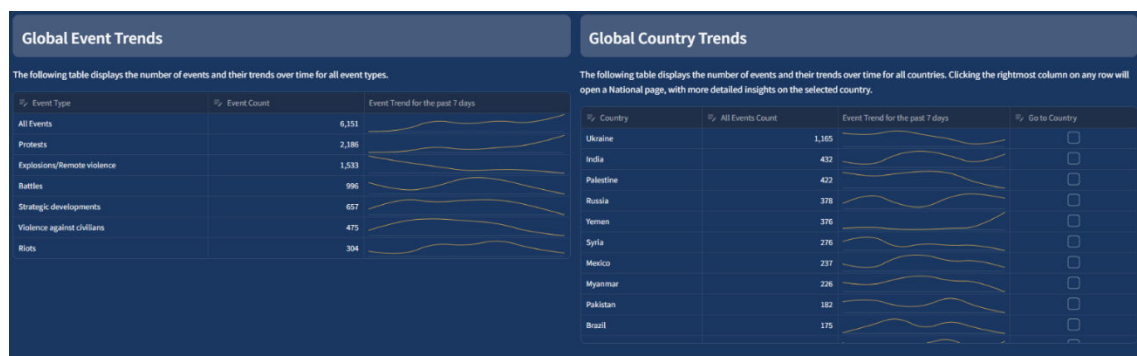 Global Event Trends
The following table displays the number of events and their trends over time for all event types.
Event Type Event Count Event Trend for the past 7 days
All Events 6,151
Protests 2,186
Explosions/Remote violence 1,533
Battles 996
Strategic developments 657
Violence against civilians 475
Riots 304
Global Country Trends
The following table displays the number of events and their trends over time for all countries. Clicking the rightmost column on any row will
open a National page, with more detailed insights on the selected country.
Country All Events Count Event Trend for the past 7 days Go to Country
Ukraine 1,165
India 432
Palestine 422
Russia 378
Yemen 376
Syria 276
Mexico 237
Myanmar 226
Pakistan 182
Brazil 175